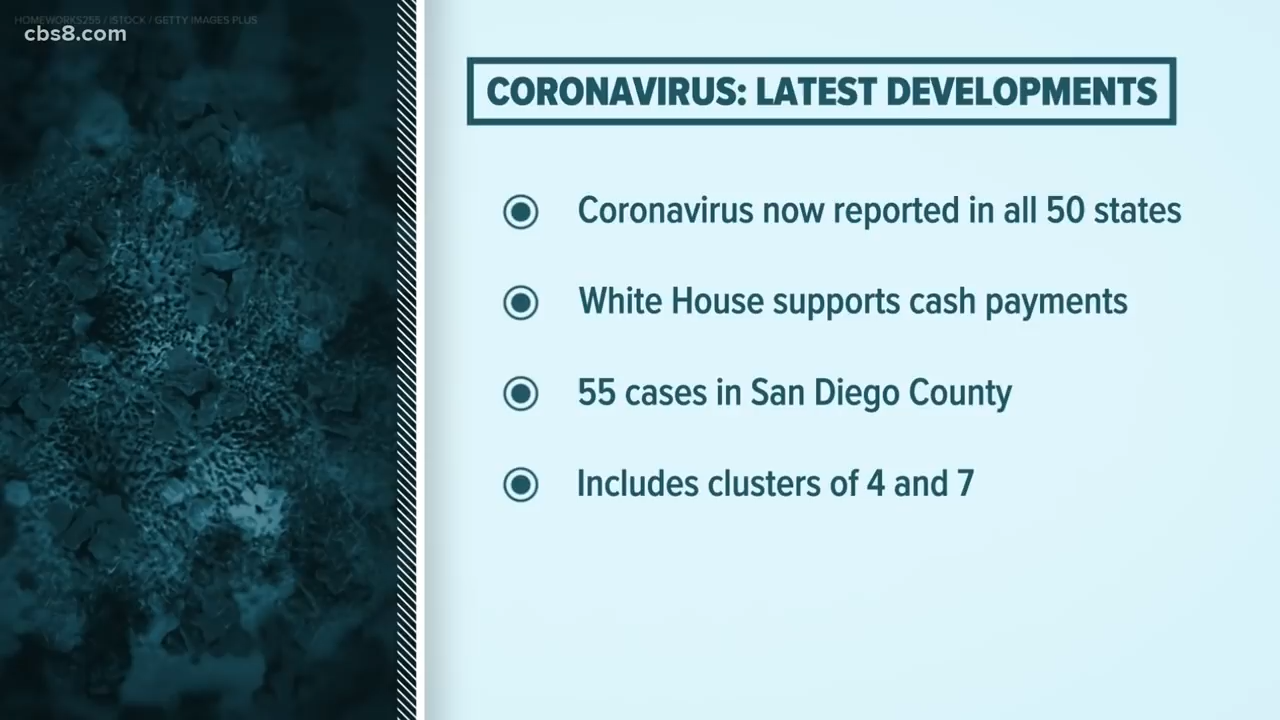 HOMEWORKS255 / ISTOCK / GETTY IMAGES PLUS
cbs8.com
CORONAVIRUS: LATEST DEVELOPMENTS
Coronavirus now reported in all 50 states
White House supports cash payments
55 cases in San Diego County
Includes clusters of 4 and 7